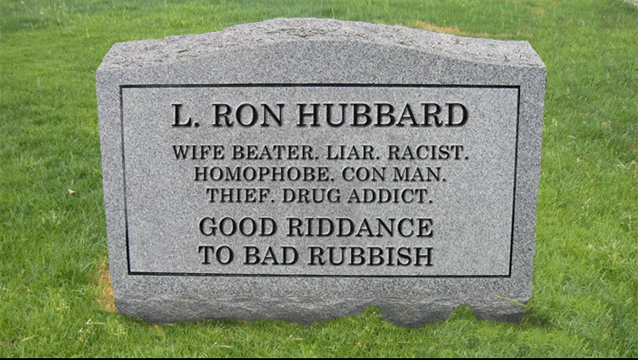 L. RON HUBBARD
WIFE BEATER. LIAR. RACIST.
HOMOPHOBE. CON MAN.
THIEF. DRUG ADDICT.
GOOD RIDDANCE
TO BAD RUBBISH